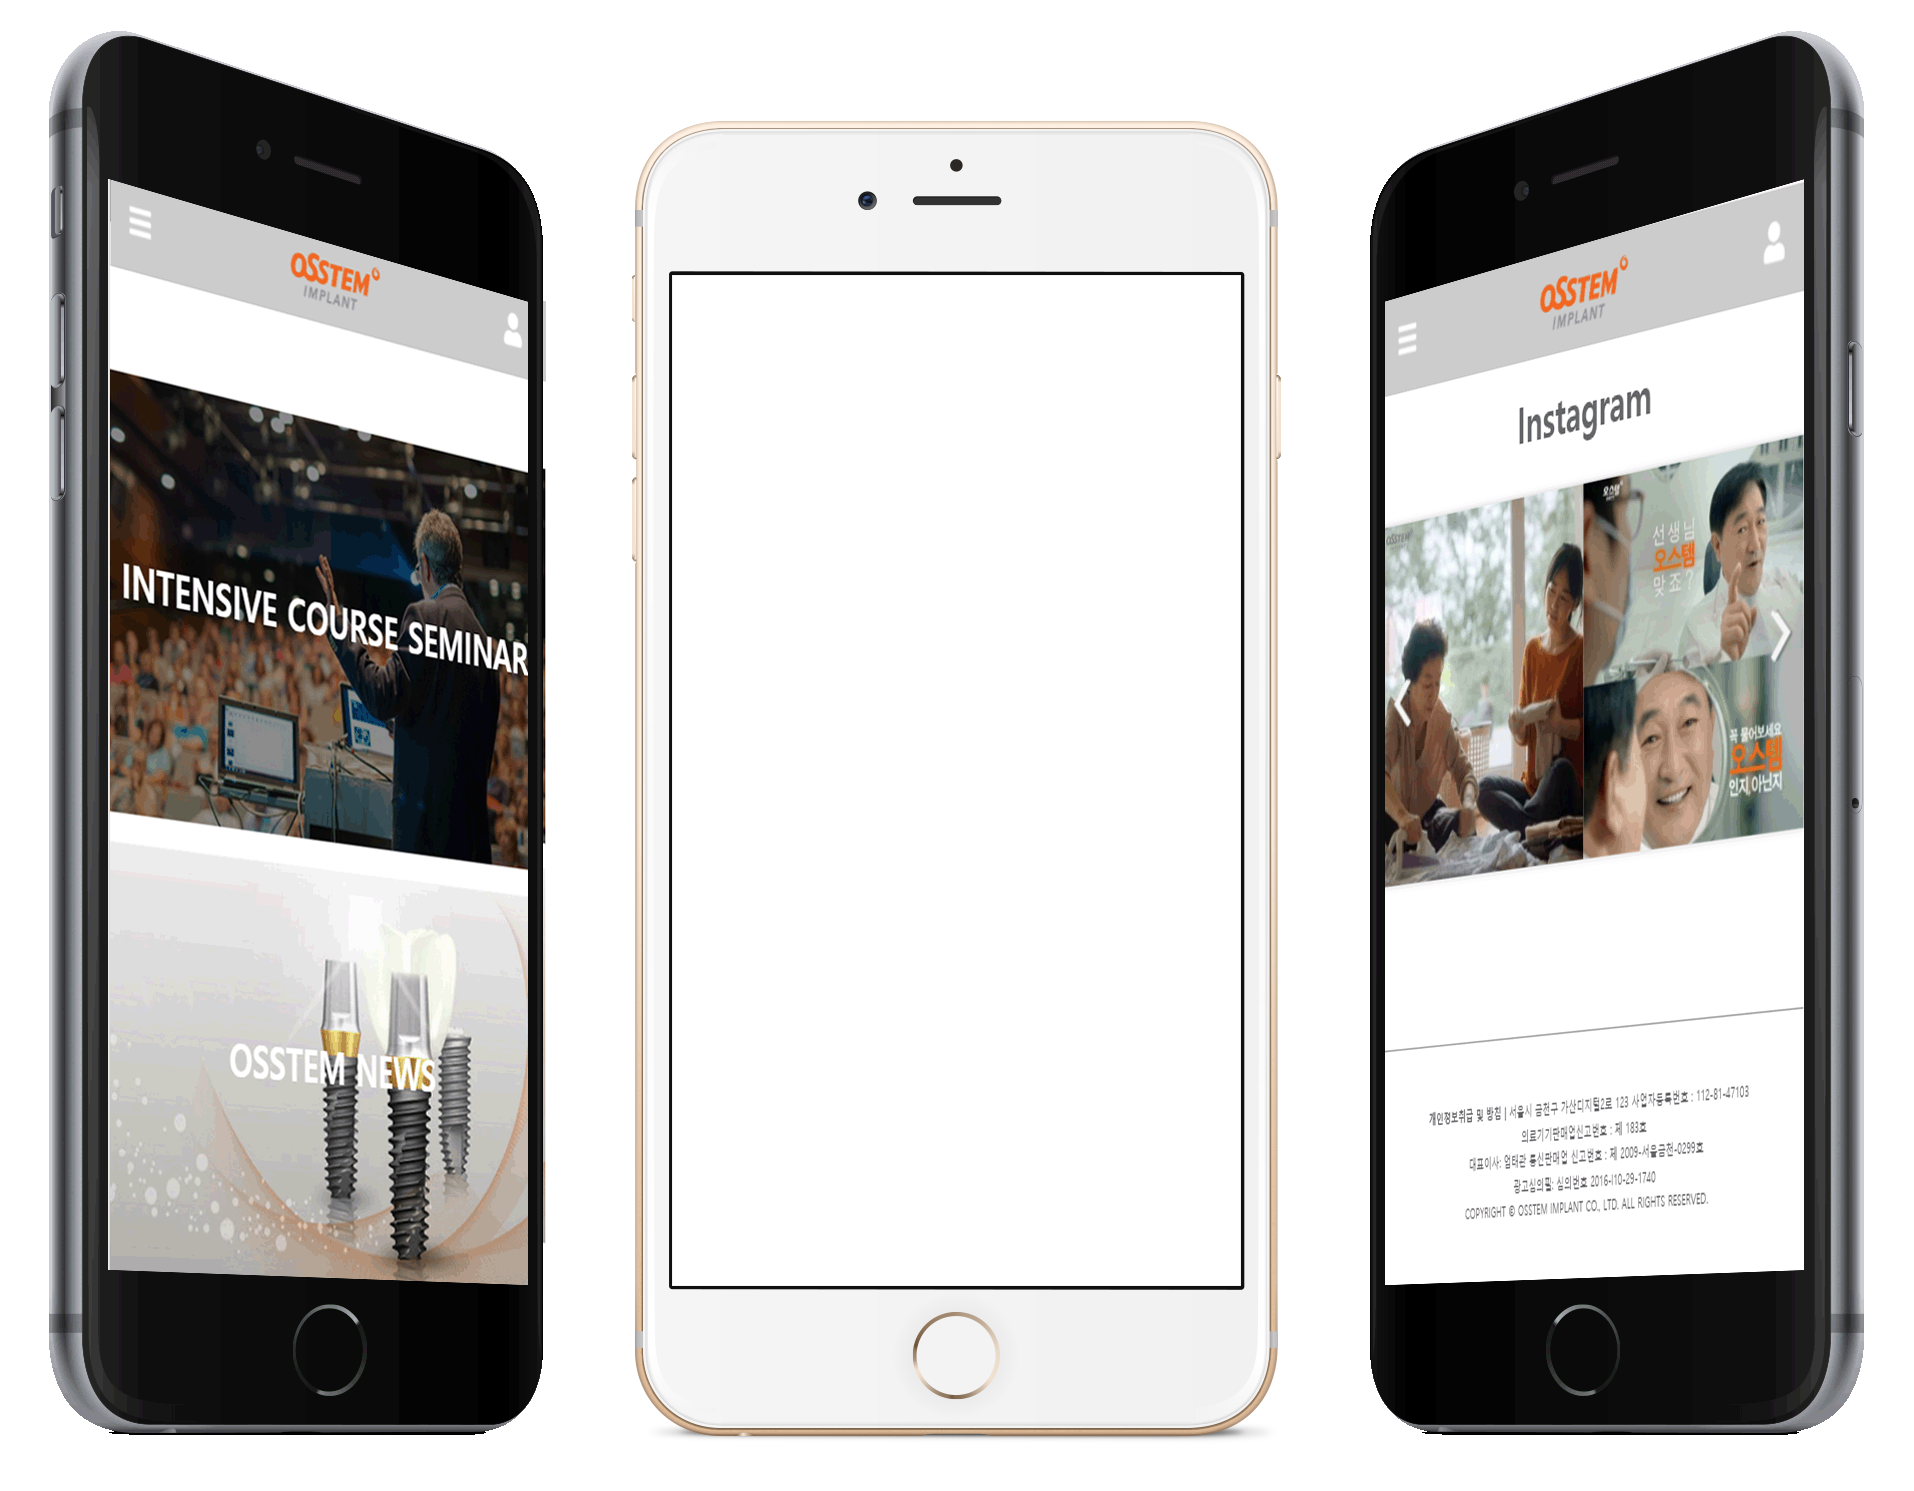 OSSTEM
IMPLANT
INTENSIVE COURSE SEMINAR
OSSTEM NEWS
OSSTEM
IMPLANT
Instagram
OSSTEM
오스템
선생님
오스템
맞죠?
꼭 물어보세요
오스템
인지 아닌지
개인정보취급 및 방침 | 서울시 금천구 가산디지털2로 123 사업자등록번호 : 112-81-47103
의료기기판매업신고번호 : 제 183호
대표이사: 엄태관 통신판매업 신고번호 : 제 2009-서울금천-0299호
광고심의필: 심의번호 2016-I10-29-1740
COPYRIGHT © OSSTEM IMPLANT CO., LTD. ALL RIGHTS RESERVED.